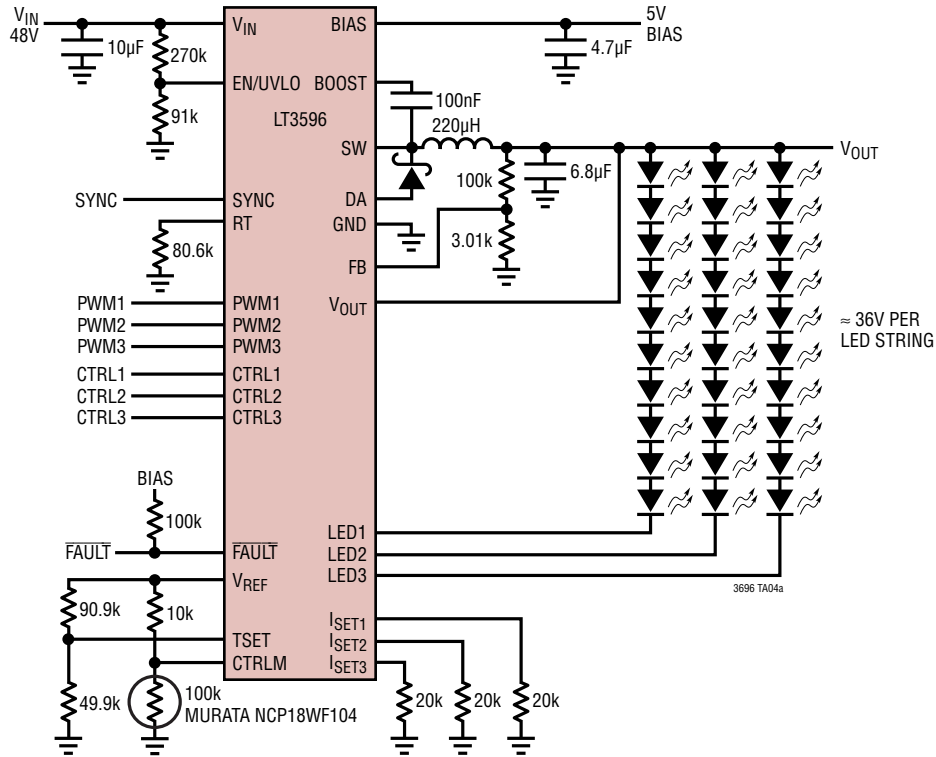 VIN
48V
10µF
270k
91k
VIN
EN/UVLO
BIAS
BOOST
LT3596
5V
BIAS
4.7µF
100nF
220µH
SW
VOUT
6.8µF
100k
3.01k
DA
GND
FB
VOUT
SYNC
SYNC
RT
80.6k
PWM1
PWM2
PWM3
CTRL1
CTRL2
CTRL3
PWM1
PWM2
PWM3
CTRL1
CTRL2
CTRL3
≈ 36V PER
LED STRING
BIAS
100k
FAULT
FAULT
LED1
LED2
LED3
3696 TA04a
VREF
90.9k
10k
TSET
CTRLM
ISET1
ISET2
ISET3
49.9k
100k
MURATA NCP18WF104
20k
20k
20k